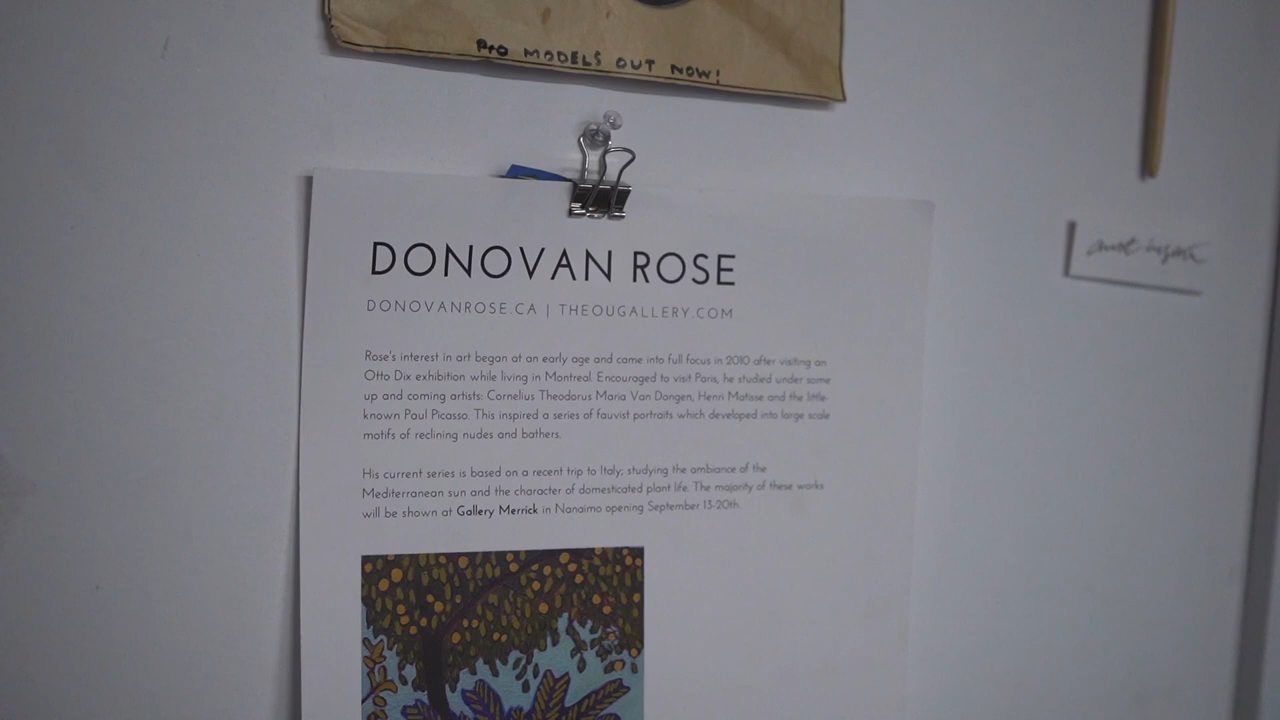 PRO MODELS OUT NOW!
DONOVAN ROSE
DONOVANROSE.CA | THEOUGALLERY.COM
Rose's interest in art began at an early age and came into full focus in 2010 after visiting an
Otto Dix exhibition while living in Montreal. Encouraged to visit Paris, he studied under some
up and coming artists: Cornelius Theodorus Maria Van Dongen, Henri Matisse and the little-
known Paul Picasso. This inspired a series of fauvist portraits which developed into large scale
motifs of reclining nudes and bathers.
His current series is based on a recent trip to Italy; studying the ambiance of the
Mediterranean sun and the character of domesticated plant life. The majority of these works
will be shown at Gallery Merrick in Nanaimo opening September 13-20th.